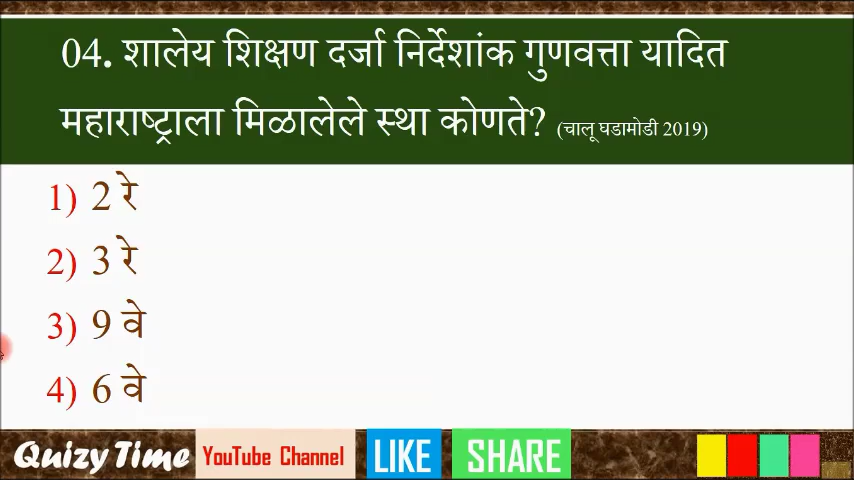 04. शालेय शिक्षण दर्जा निर्देशांक गुणवत्ता यादित
महाराष्ट्राला मिळालेले स्था कोणते? (चालू घडामोडी 2019)
1) 2 रे
2) 3 रे
3) 9 वे
4) 6 वे
Quizy Time YouTube Channel LIKE SHARE